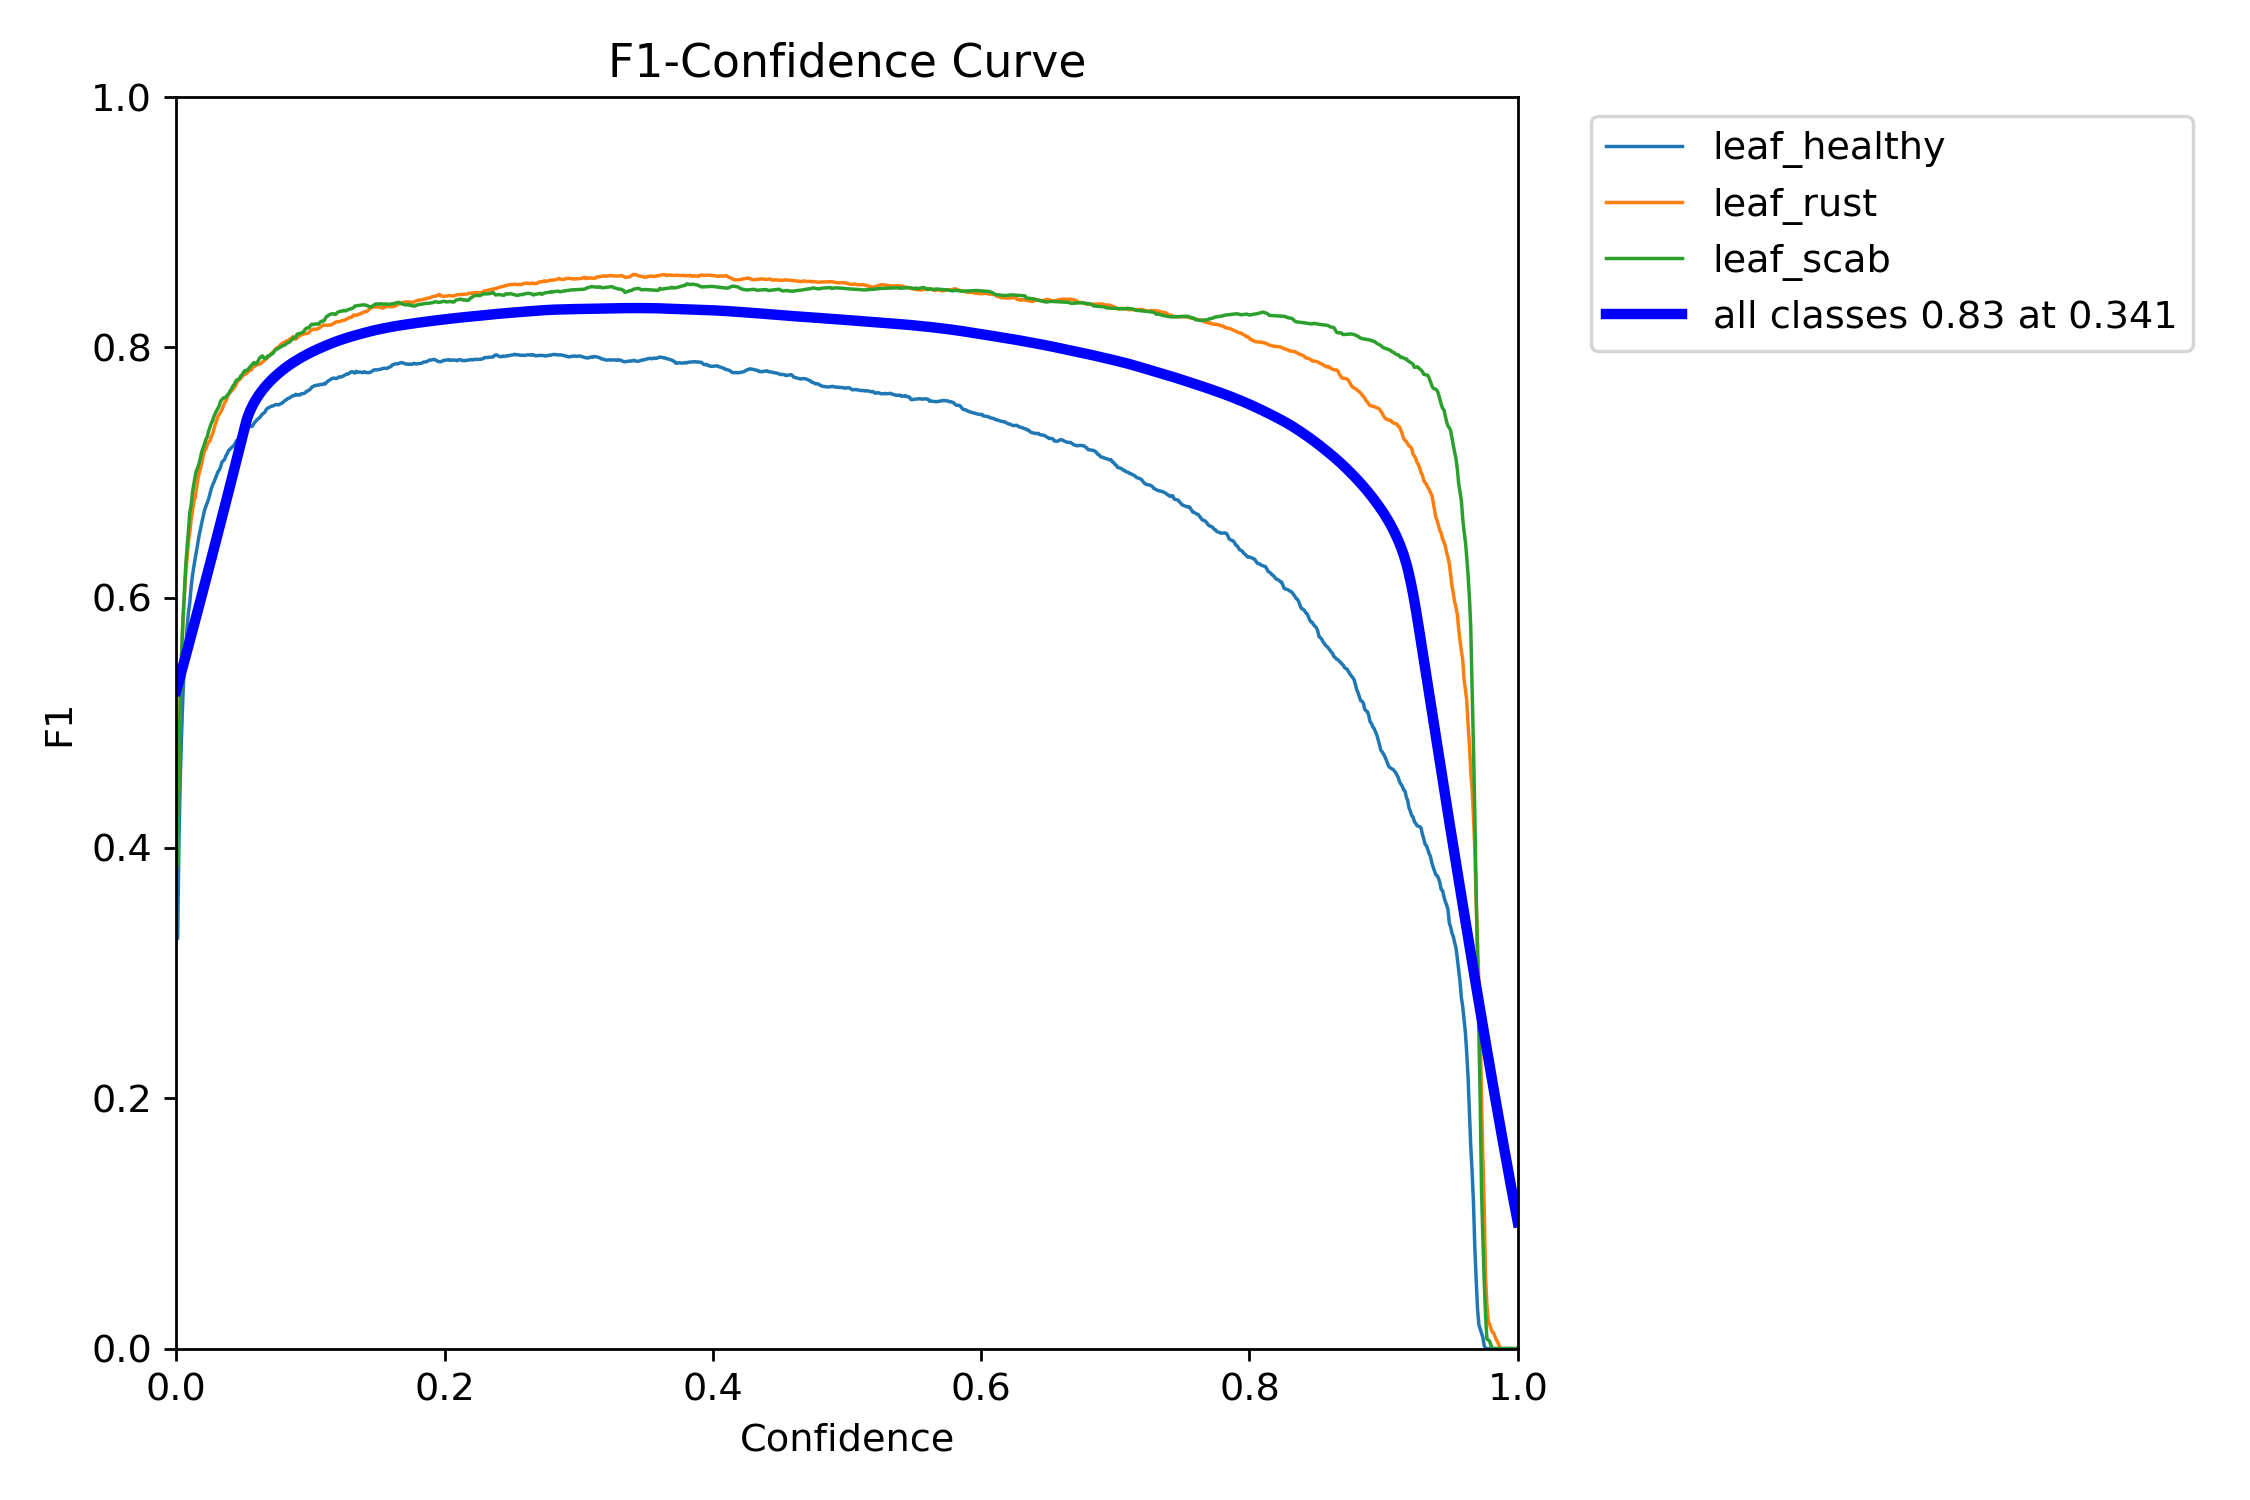 F1-Confidence Curve
1.0
0.8
0.6
0.4
0.2
0.0
F1
0.0 0.2 0.4 0.6 0.8 1.0
Confidence
leaf_healthy
leaf_rust
leaf_scab
all classes 0.83 at 0.341